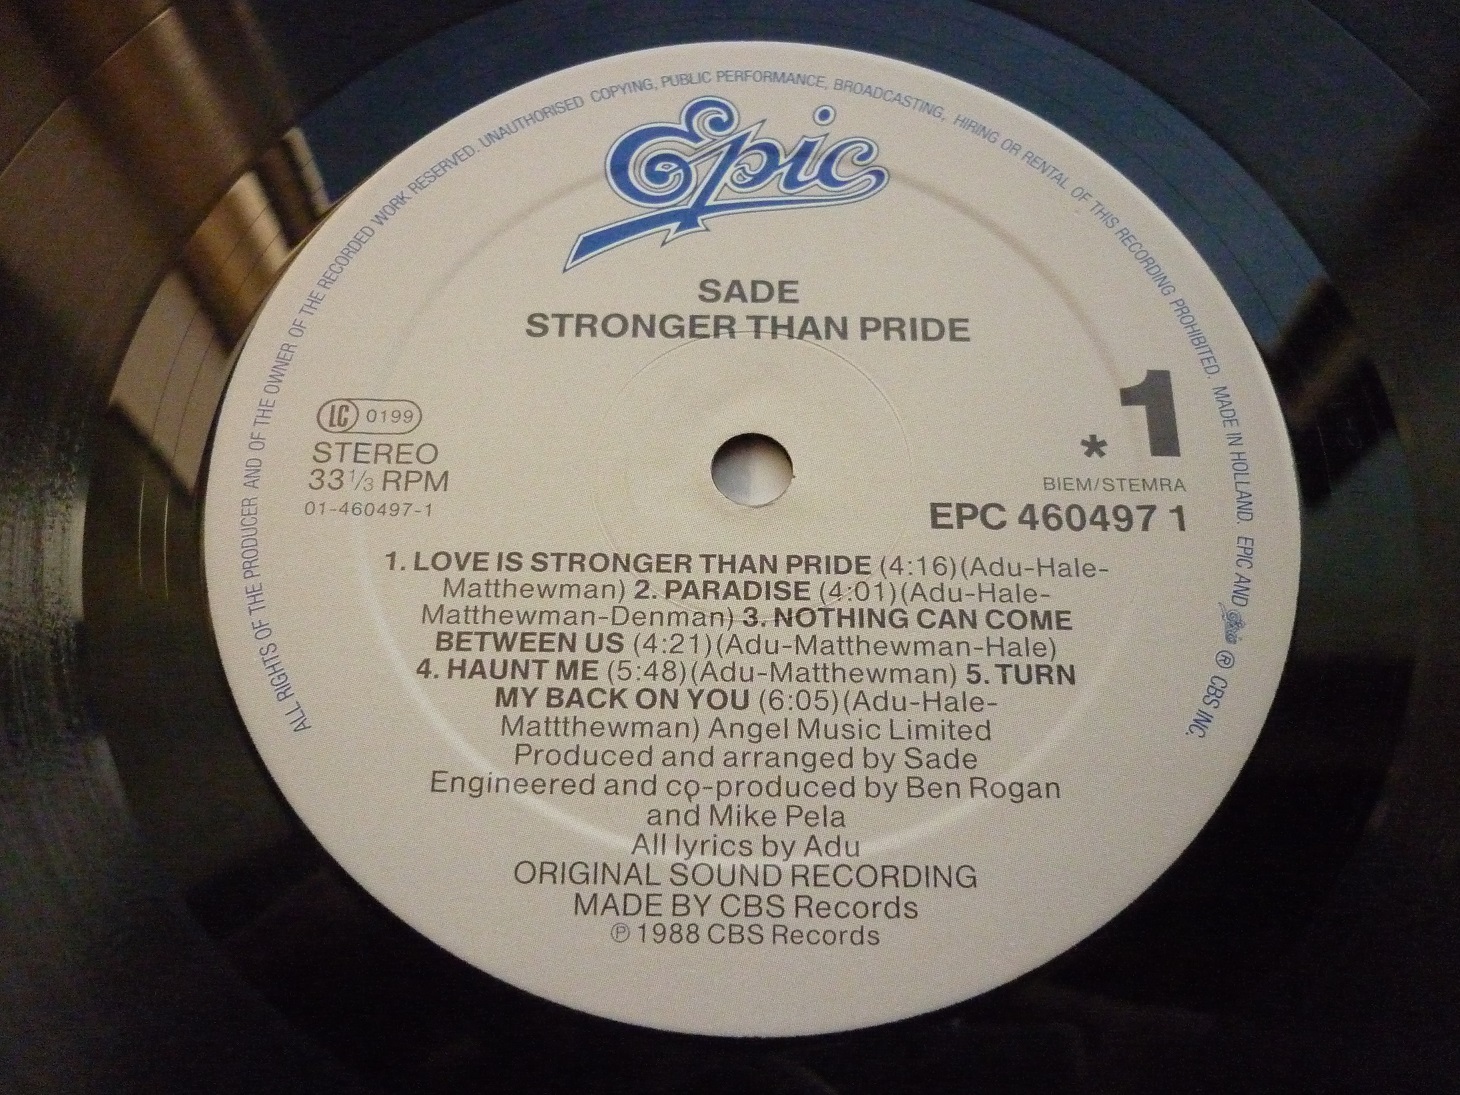 ALL RIGHTS OF THE PRODUCER AND OF THE OWNER OF THE RECORDED WORK RESERVED. UNAUTHORISED COPYING, PUBLIC PERFORMANCE, BROADCASTING, HIRING OR RENTAL OF THIS RECORDING PROHIBITED. MADE IN HOLLAND. EPIC AND Epic ® CBS INC.
Epic
SADE
STRONGER THAN PRIDE
LC 0199
STEREO
33 1/3 RPM
01-460497-1
* 1
BIEM/STEMRA
EPC 460497 1
1. LOVE IS STRONGER THAN PRIDE (4:16)(Adu-Hale-
Matthewman) 2. PARADISE (4:01)(Adu-Hale-
Matthewman-Denman) 3. NOTHING CAN COME
BETWEEN US (4:21)(Adu-Matthewman-Hale)
4. HAUNT ME (5:48)(Adu-Matthewman) 5. TURN
MY BACK ON YOU (6:05)(Adu-Hale-
Mattthewman) Angel Music Limited
Produced and arranged by Sade
Engineered and co-produced by Ben Rogan
and Mike Pela
All lyrics by Adu
ORIGINAL SOUND RECORDING
MADE BY CBS Records
℗ 1988 CBS Records